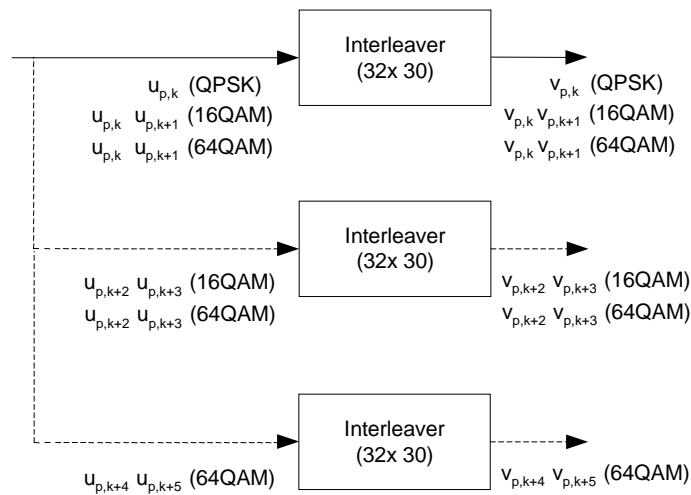 Interleaver
(32x 30)
u_{p,k} (QPSK)
u_{p,k} u_{p,k+1} (16QAM)
u_{p,k} u_{p,k+1} (64QAM)
v_{p,k} (QPSK)
v_{p,k} v_{p,k+1} (16QAM)
v_{p,k} v_{p,k+1} (64QAM)
Interleaver
(32x 30)
u_{p,k+2} u_{p,k+3} (16QAM)
u_{p,k+2} u_{p,k+3} (64QAM)
v_{p,k+2} v_{p,k+3} (16QAM)
v_{p,k+2} v_{p,k+3} (64QAM)
Interleaver
(32x 30)
u_{p,k+4} u_{p,k+5} (64QAM)
v_{p,k+4} v_{p,k+5} (64QAM)